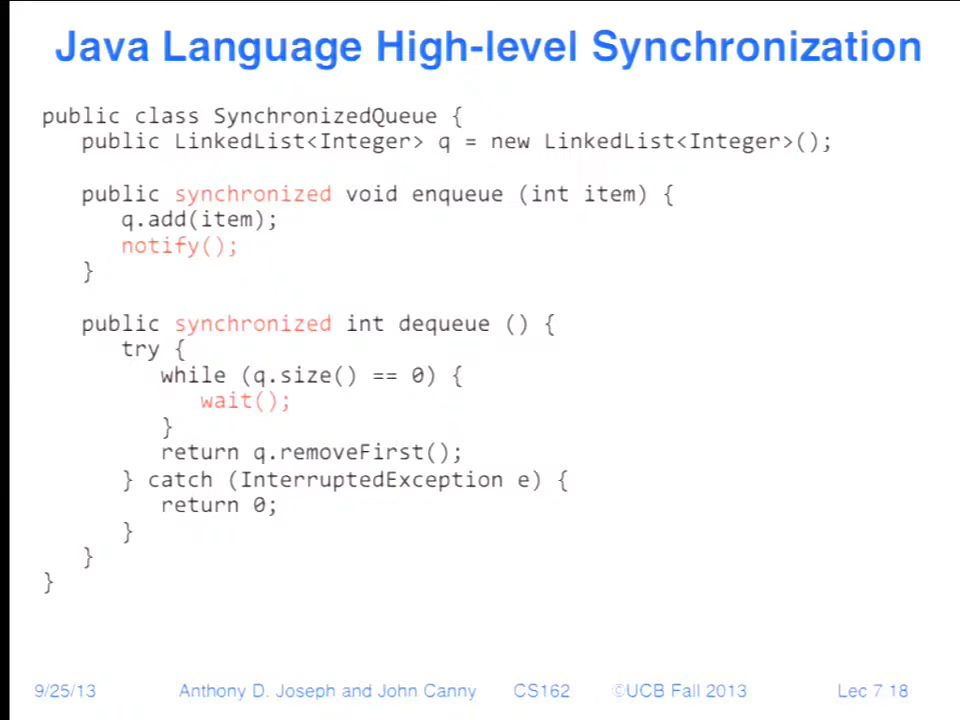 Java Language High-level Synchronization
public class SynchronizedQueue {
public LinkedList<Integer> q = new LinkedList<Integer>();
public synchronized void enqueue (int item) {
q.add(item);
notify();
}
public synchronized int dequeue () {
try {
while (q.size() == 0) {
wait();
}
return q.removeFirst();
} catch (InterruptedException e) {
return 0;
}
}
}
9/25/13 Anthony D. Joseph and John Canny CS162 ©UCB Fall 2013 Lec 7 18